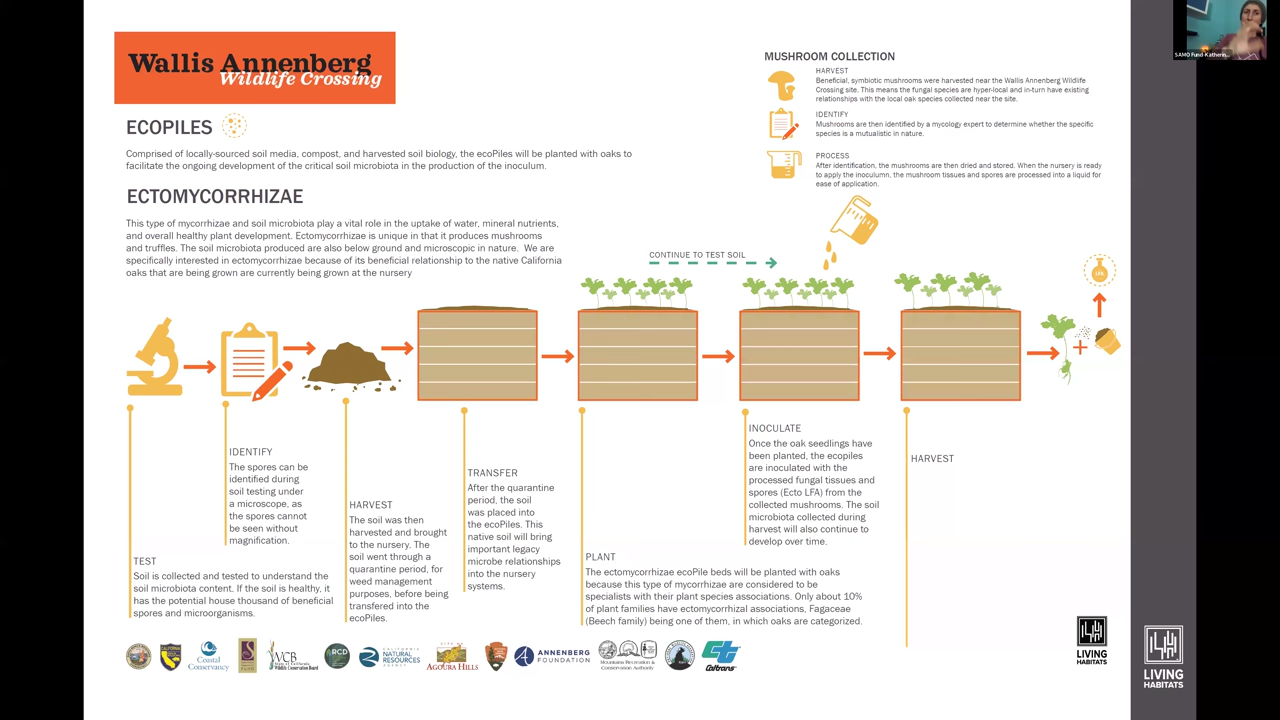 Wallis Annenberg
Wildlife Crossing
ECOPILES
Comprised of locally-sourced soil media, compost, and harvested soil biology, the ecoPiles will be planted with oaks to
facilitate the ongoing development of the critical soil microbiota in the production of the inoculum.
ECTOMYCORRHIZAE
This type of mycorrhizae and soil microbiota play a vital role in the uptake of water, mineral nutrients,
and overall healthy plant development. Ectomycorrhizae is unique in that it produces mushrooms
and truffles. The soil microbiota produced are also below ground and microscopic in nature. We are
specifically interested in ectomycorrhizae because of its beneficial relationship to the native California
oaks that are being grown are currently being grown at the nursery
MUSHROOM COLLECTION
HARVEST
Beneficial, symbiotic mushrooms were harvested near the Wallis Annenberg Wildlife
Crossing site. This means the fungal species are hyper-local and in-turn have existing
relationships with the local oak species collected near the site.
IDENTIFY
Mushrooms are then identified by a mycology expert to determine whether the specific
species is a mutualistic in nature.
PROCESS
After identification, the mushrooms are then dried and stored. When the nursery is ready
to apply the inoculumn, the mushroom tissues and spores are processed into a liquid for
ease of application.
CONTINUE TO TEST SOIL
LFA
TEST
Soil is collected and tested to understand the
soil microbiota content. If the soil is healthy, it
has the potential house thousand of beneficial
spores and microorganisms.
IDENTIFY
The spores can be
identified during
soil testing under
a microscope, as
the spores cannot
be seen without
magnification.
HARVEST
The soil was then
harvested and brought
to the nursery. The
soil went through a
quarantine period, for
weed management
purposes, before being
transferred into the
ecoPiles.
TRANSFER
After the quarantine
period, the soil
was placed into
the ecoPiles. This
native soil will bring
important legacy
microbe relationships
into the nursery
systems.
PLANT
The ectomycorrhizae ecoPile beds will be planted with oaks
because this type of mycorrhizae are considered to be
specialists with their plant species associations. Only about 10%
of plant families have ectomycorrhizal associations, Fagaceae
(Beech family) being one of them, in which oaks are categorized.
INOCULATE
Once the oak seedlings have
been planted, the ecopiles
are inoculated with the
processed fungal tissues and
spores (Ecto LFA) from the
collected mushrooms. The soil
microbiota collected during
harvest will also continue to
develop over time.
HARVEST
Coastal
Conservancy
WCB
RCD
CALIFORNIA
NATURAL
RESOURCES
AGENCY
AGOURA HILLS
ANNENBERG
FOUNDATION
Mountains Recreation &
Conservation Authority
Caltrans
LIVING
HABITATS
LIVING
HABITATS
SAMO Fund-Katherin...